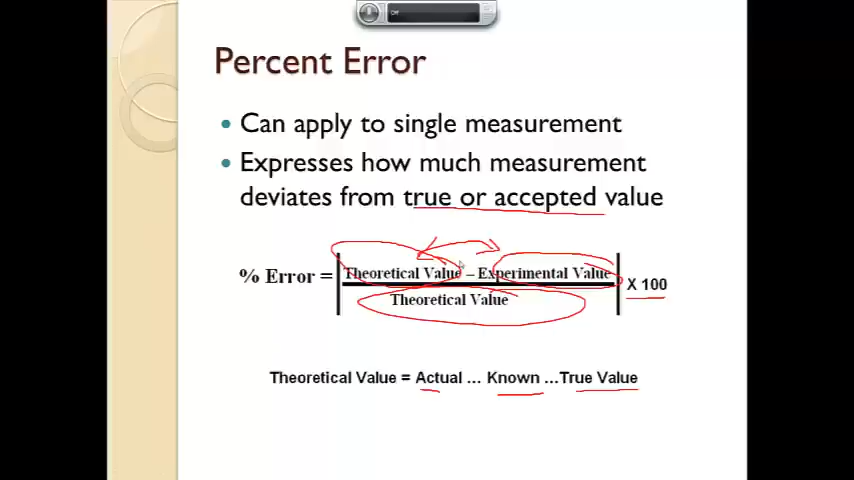 Percent Error
• Can apply to single measurement
• Expresses how much measurement
deviates from true or accepted value
% Error = | Theoretical Value – Experimental Value | X 100
Theoretical Value
Theoretical Value = Actual ... Known ...True Value